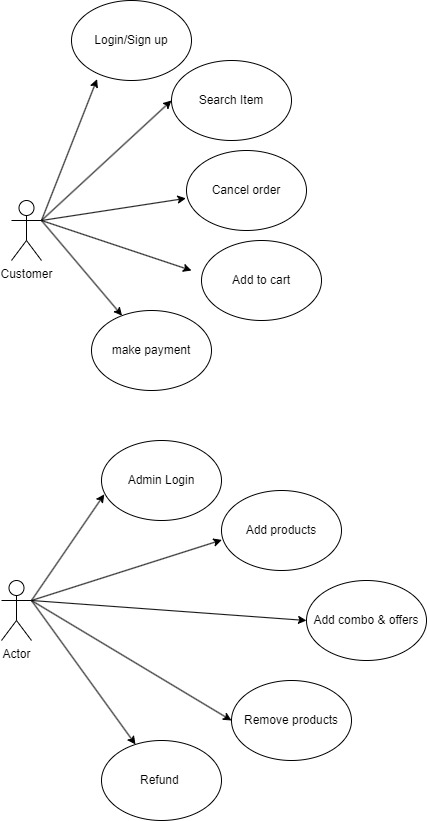 Login/Sign up
Search Item
Cancel order
Customer
Add to cart
make payment
Admin Login
Add products
Add combo & offers
Actor
Remove products
Refund